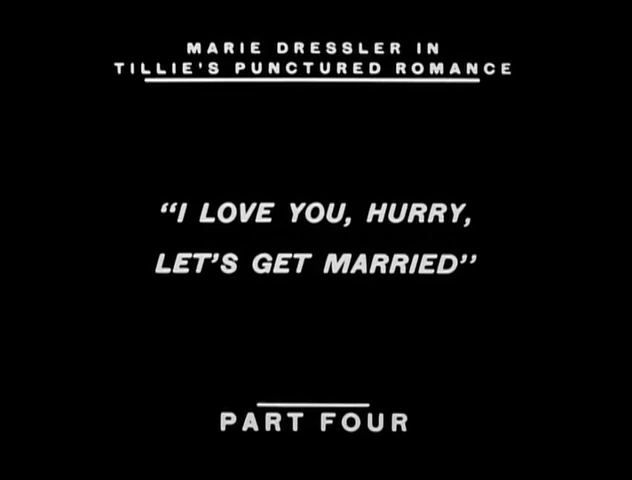 MARIE DRESSLER IN
TILLIE'S PUNCTURED ROMANCE
"I LOVE YOU, HURRY,
LET'S GET MARRIED"
PART FOUR